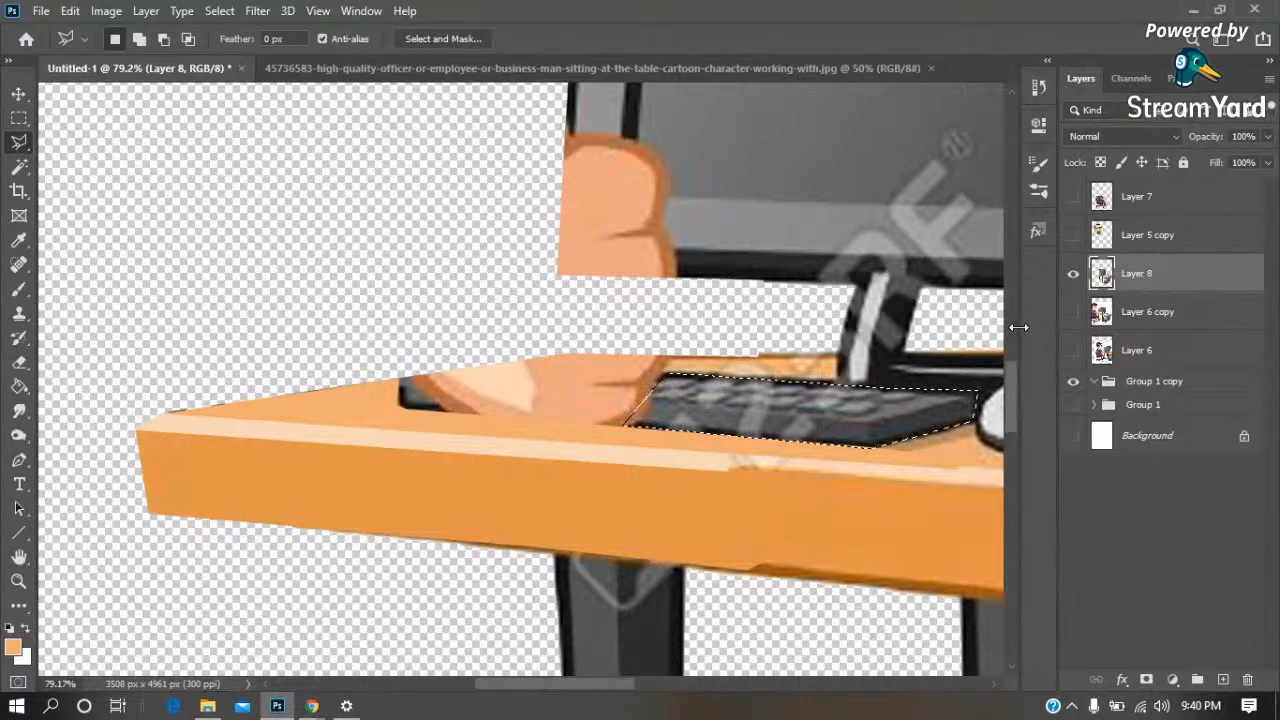 File Edit Image Layer Type Select Filter 3D View Window Help
Powered by
Feather: 0 px Anti-alias Select and Mask...
Untitled-1 @ 79.2% (Layer 8, RGB/8) * × 45736583-high-quality-officer-or-employee-or-business-man-sitting-at-the-table-cartoon-character-working-with.jpg @ 50% (RGB/8#) ×
Layers Channels
StreamYard
Kind
Normal Opacity: 100%
Lock: Fill: 100%
Layer 7
Layer 5 copy
Layer 8
Layer 6 copy
Layer 6
Group 1 copy
Group 1
Background
79.17% 3508 px x 4961 px (300 ppi)
9:40 PM